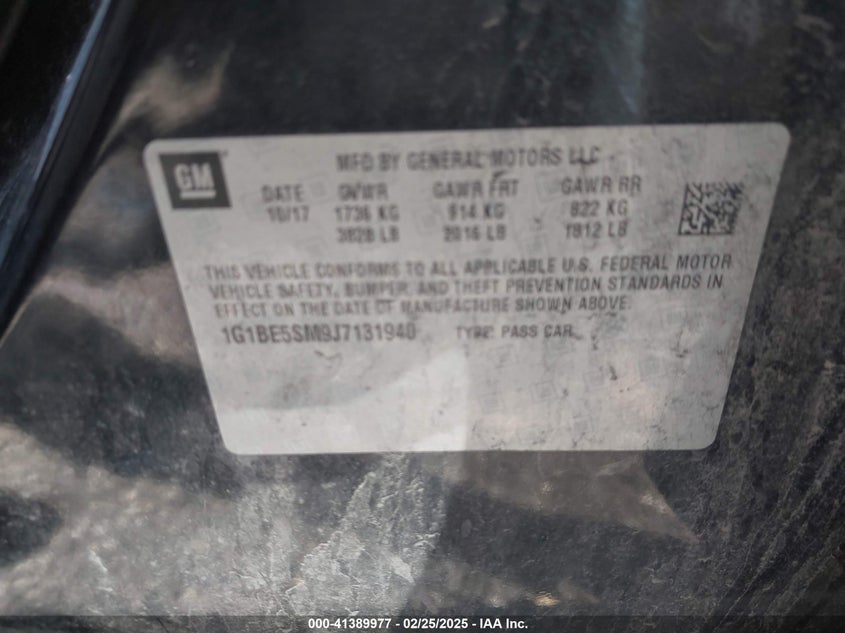 GM
MFD BY GENERAL MOTORS LLC
DATE GVWR GAWR FRT GAWR RR
10/17 1736 KG 914 KG 822 KG
3828 LB 2016 LB 1812 LB
THIS VEHICLE CONFORMS TO ALL APPLICABLE U.S. FEDERAL MOTOR
VEHICLE SAFETY, BUMPER, AND THEFT PREVENTION STANDARDS IN
EFFECT ON THE DATE OF MANUFACTURE SHOWN ABOVE.
1G1BE5SM9J7131940 TYPE: PASS CAR
000-41389977 - 02/25/2025 - IAA Inc.